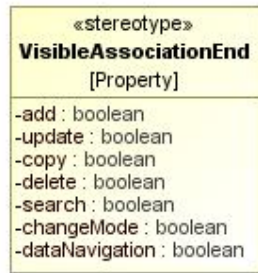 «stereotype»
VisibleAssociationEnd
[Property]
-add : boolean
-update : boolean
-copy : boolean
-delete : boolean
-search : boolean
-changeMode : boolean
-dataNavigation : boolean